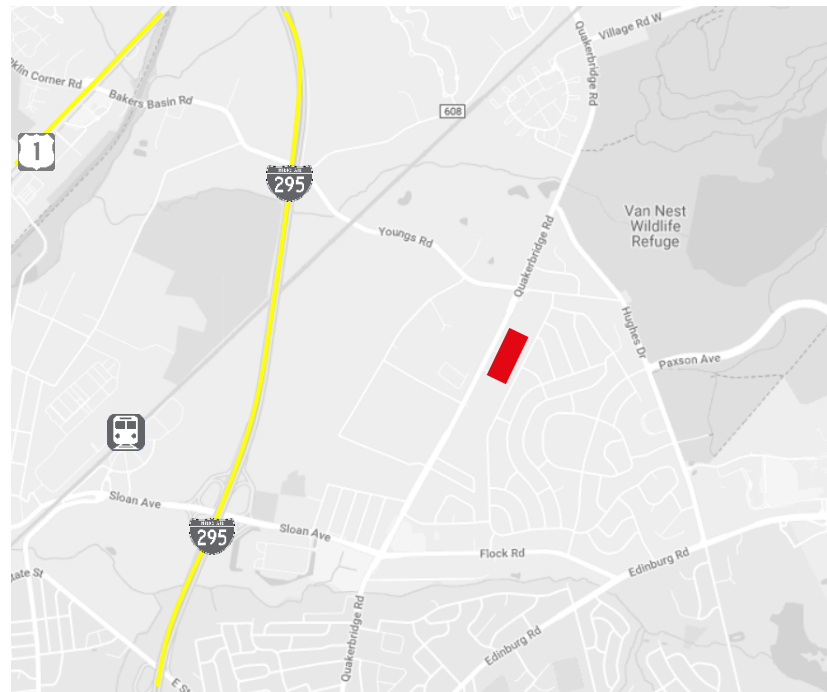 Village Rd W
Quakerbridge Rd
klin Corner Rd
Bakers Basin Rd
608
1
295
Van Nest
Wildlife
Refuge
Youngs Rd
Quakerbridge Rd
Hughes Dr
Paxson Ave
Sloan Ave
295
Sloan Ave
Flock Rd
Edinburg Rd
ate St
Quakerbridge Rd
Edinburg Rd
E St